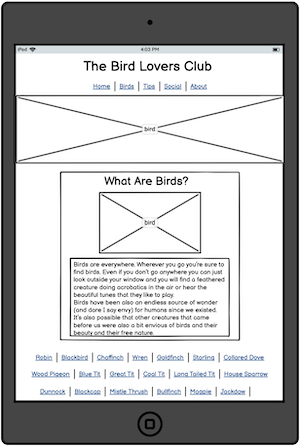 iPod 4:03 PM
The Bird Lovers Club
Home | Birds | Tips | Social | About
bird
What Are Birds?
bird
Birds are everywhere. Wherever you go you're sure to
find birds. Even if you don't go anywhere you can just
look outside your window and you will find a feathered
creature doing acrobatics in the air or hear the
beautiful tunes that they like to play.
Birds have been also an endless source of wonder
(and dare I say envy) for humans since we existed.
It's also possible that other creatures that came
before us were also a bit envious of birds and their
beauty and their free nature.
Robin | Blackbird | Chaffinch | Wren | Goldfinch | Starling | Collared Dove
Wood Pigeon | Blue Tit | Great Tit | Coal Tit | Long Tailed Tit | House Sparrow
Dunnock | Blackcap | Mistle Thrush | Bullfinch | Magpie | Jackdaw |